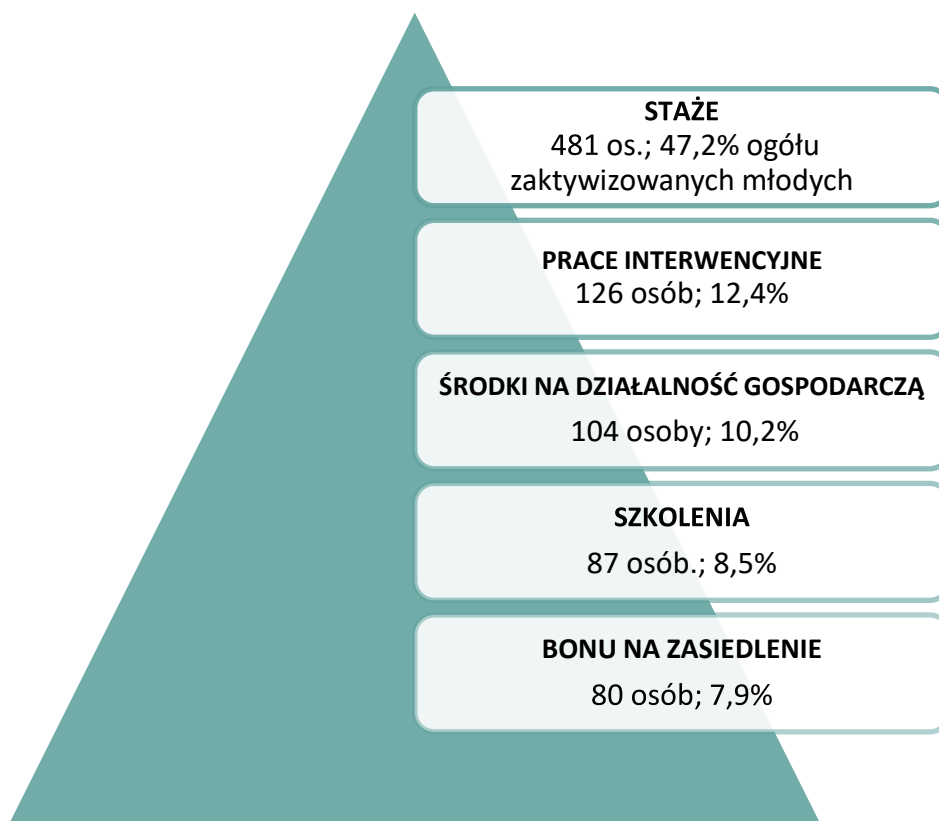 STAŻE
481 os.; 47,2% ogółu
zaktywizowanych młodych
PRACE INTERWENCYJNE
126 osób; 12,4%
ŚRODKI NA DZIAŁALNOŚĆ GOSPODARCZĄ
104 osoby; 10,2%
SZKOLENIA
87 osób.; 8,5%
BONU NA ZASIEDLENIE
80 osób; 7,9%